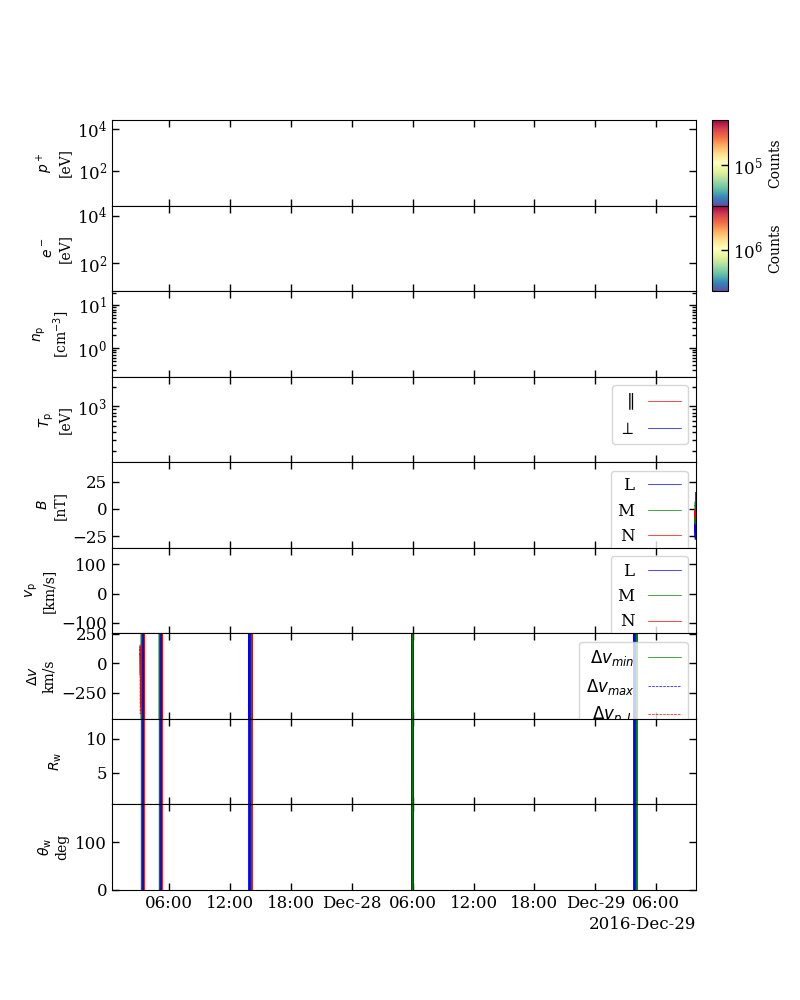 10⁴
10²
p⁺
[eV]
10⁵
Counts
10⁴
10²
e⁻
[eV]
10⁶
Counts
10¹
10⁰
nₚ
[cm⁻³]
10³
Tₚ
[eV]
∥
⊥
25
0
−25
B
[nT]
L
M
N
100
0
−100
vₚ
[km/s]
L
M
N
250
0
−250
Δv
km/s
Δv_min
Δv_max
10
5
R_w
100
0
θ_w
deg
06:00 12:00 18:00 Dec-28 06:00 12:00 18:00 Dec-29 06:00
2016-Dec-29